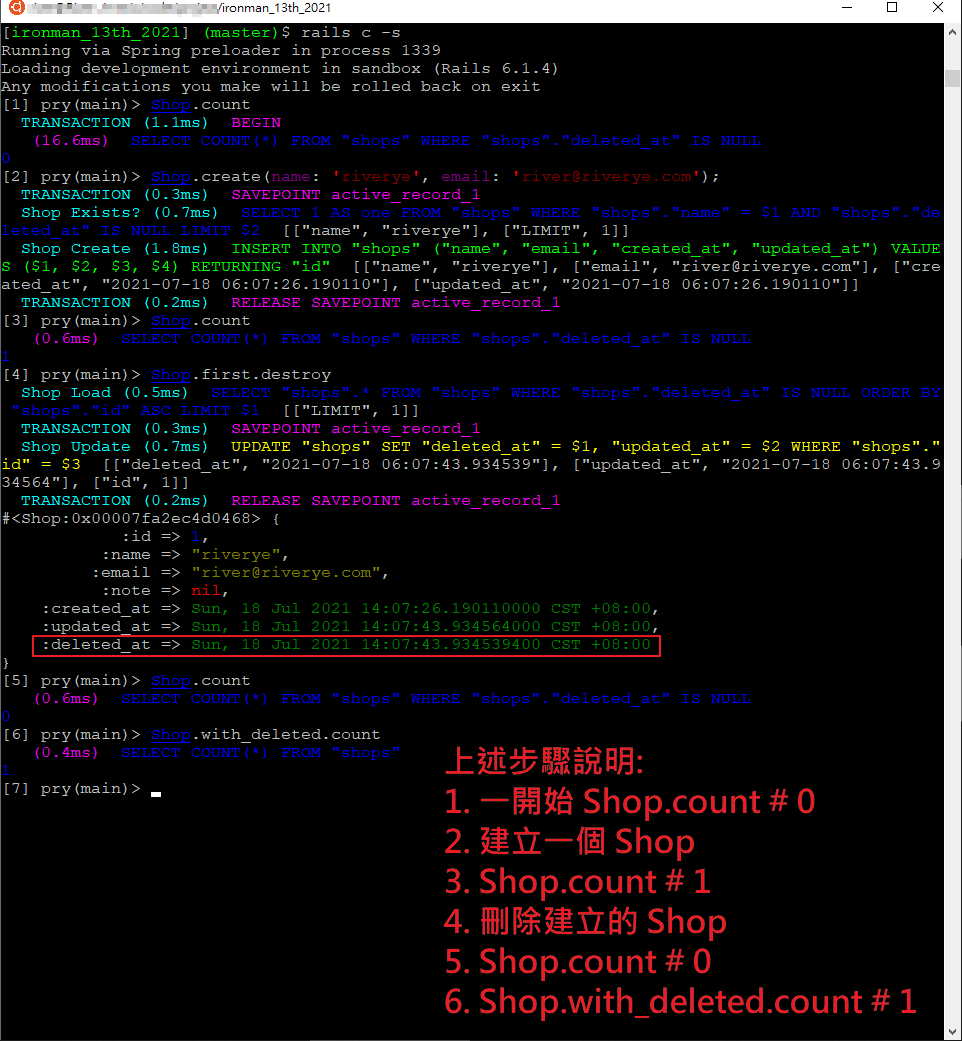 /ironman_13th_2021
[ironman_13th_2021] (master)$ rails c -s
Running via Spring preloader in process 1339
Loading development environment in sandbox (Rails 6.1.4)
Any modifications you make will be rolled back on exit
[1] pry(main)> Shop.count
TRANSACTION (1.1ms)  BEGIN
(16.6ms)  SELECT COUNT(*) FROM "shops" WHERE "shops"."deleted_at" IS NULL
0
[2] pry(main)> Shop.create(name: 'riverye', email: 'river@riverye.com');
TRANSACTION (0.3ms)  SAVEPOINT active_record_1
Shop Exists? (0.7ms)  SELECT 1 AS one FROM "shops" WHERE "shops"."name" = $1 AND "shops"."de
leted_at" IS NULL LIMIT $2  [["name", "riverye"], ["LIMIT", 1]]
Shop Create (1.8ms)  INSERT INTO "shops" ("name", "email", "created_at", "updated_at") VALUE
S ($1, $2, $3, $4) RETURNING "id"  [["name", "riverye"], ["email", "river@riverye.com"], ["cre
ated_at", "2021-07-18 06:07:26.190110"], ["updated_at", "2021-07-18 06:07:26.190110"]]
TRANSACTION (0.2ms)  RELEASE SAVEPOINT active_record_1
[3] pry(main)> Shop.count
(0.6ms)  SELECT COUNT(*) FROM "shops" WHERE "shops"."deleted_at" IS NULL
1
[4] pry(main)> Shop.first.destroy
Shop Load (0.5ms)  SELECT "shops".* FROM "shops" WHERE "shops"."deleted_at" IS NULL ORDER BY
"shops"."id" ASC LIMIT $1  [["LIMIT", 1]]
TRANSACTION (0.3ms)  SAVEPOINT active_record_1
Shop Update (0.7ms)  UPDATE "shops" SET "deleted_at" = $1, "updated_at" = $2 WHERE "shops"."
id" = $3  [["deleted_at", "2021-07-18 06:07:43.934539"], ["updated_at", "2021-07-18 06:07:43.9
34564"], ["id", 1]]
TRANSACTION (0.2ms)  RELEASE SAVEPOINT active_record_1
#<Shop:0x00007fa2ec4d0468> {
:id => 1,
:name => "riverye",
:email => "river@riverye.com",
:note => nil,
:created_at => Sun, 18 Jul 2021 14:07:26.190110000 CST +08:00,
:updated_at => Sun, 18 Jul 2021 14:07:43.934564000 CST +08:00,
:deleted_at => Sun, 18 Jul 2021 14:07:43.934539400 CST +08:00
}
[5] pry(main)> Shop.count
(0.6ms)  SELECT COUNT(*) FROM "shops" WHERE "shops"."deleted_at" IS NULL
0
[6] pry(main)> Shop.with_deleted.count
(0.4ms)  SELECT COUNT(*) FROM "shops"
1
[7] pry(main)>
上述步驟說明:
1. 一開始 Shop.count # 0
2. 建立一個 Shop
3. Shop.count # 1
4. 刪除建立的 Shop
5. Shop.count # 0
6. Shop.with_deleted.count # 1